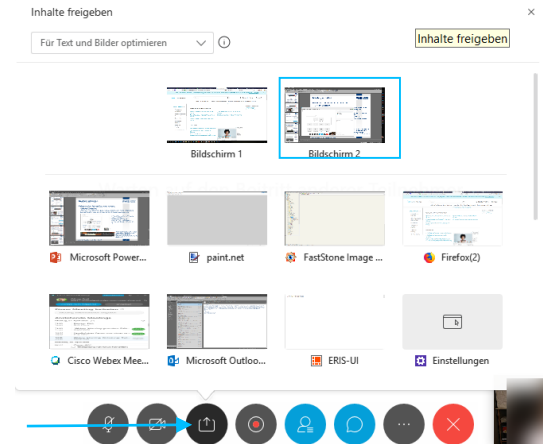 Inhalte freigeben
Für Text und Bilder optimieren
Inhalte freigeben
Bildschirm 1
Bildschirm 2
Microsoft Power...
paint.net
FastStone Image ...
Firefox(2)
Cisco Webex Mee...
Microsoft Outloo...
ERIS-UI
Einstellungen